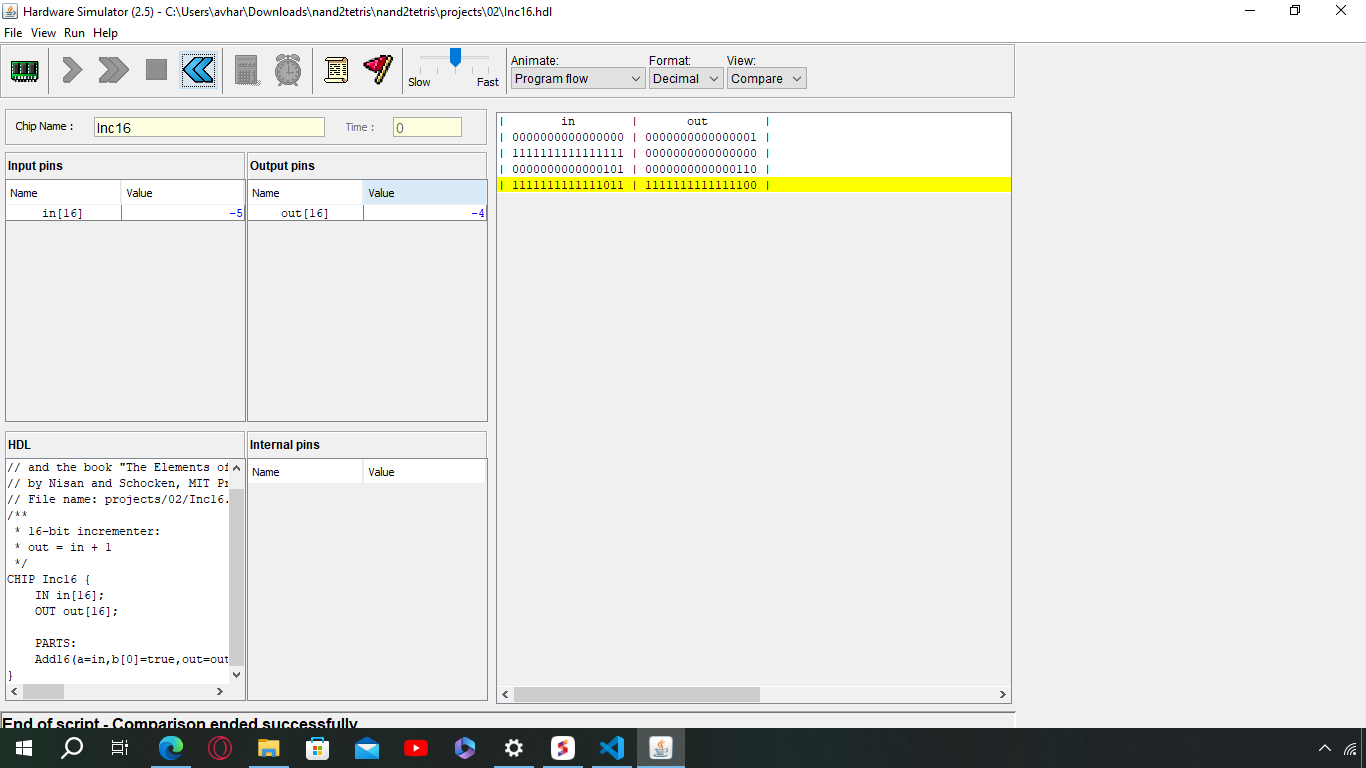 Hardware Simulator (2.5) - C:\Users\avhar\Downloads\nand2tetris\nand2tetris\projects\02\Inc16.hdl
File View Run Help
Slow Fast
Animate: Format: View:
Program flow Decimal Compare
Chip Name : Inc16 Time : 0
Input pins
Name Value
in[16] -5
Output pins
Name Value
out[16] -4
| in | out |
| 0000000000000000 | 0000000000000001 |
| 1111111111111111 | 0000000000000000 |
| 0000000000000101 | 0000000000000110 |
| 1111111111111011 | 1111111111111100 |
HDL
// and the book "The Elements of
// by Nisan and Schocken, MIT Pr
// File name: projects/02/Inc16.
/**
* 16-bit incrementer:
* out = in + 1
*/
CHIP Inc16 {
IN in[16];
OUT out[16];
PARTS:
Add16(a=in,b[0]=true,out=out
}
Internal pins
Name Value
End of script - Comparison ended successfully